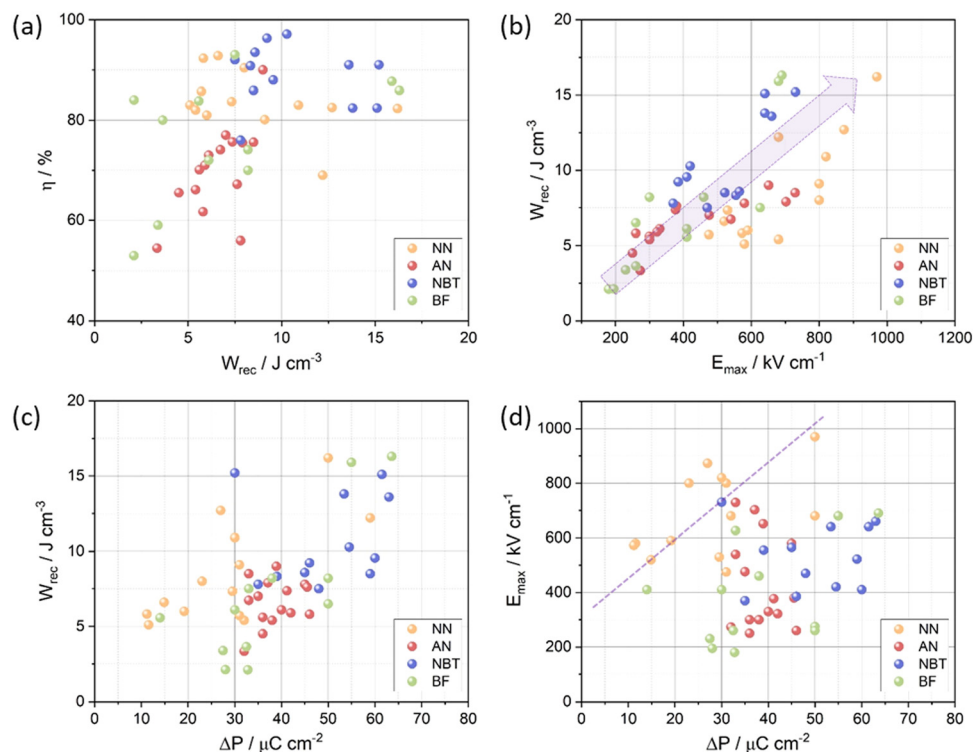 (a)
100
80
60
40
η / %
0
5
10
15
20
W_rec / J cm⁻³
NN
AN
NBT
BF
(b)
20
15
10
5
0
W_rec / J cm⁻³
200
400
600
800
1000
1200
E_max / kV cm⁻¹
NN
AN
NBT
BF
(c)
20
15
10
5
0
W_rec / J cm⁻³
0
10
20
30
40
50
60
70
80
ΔP / μC cm⁻²
NN
AN
NBT
BF
(d)
1000
800
600
400
200
0
E_max / kV cm⁻¹
0
10
20
30
40
50
60
70
80
ΔP / μC cm⁻²
NN
AN
NBT
BF